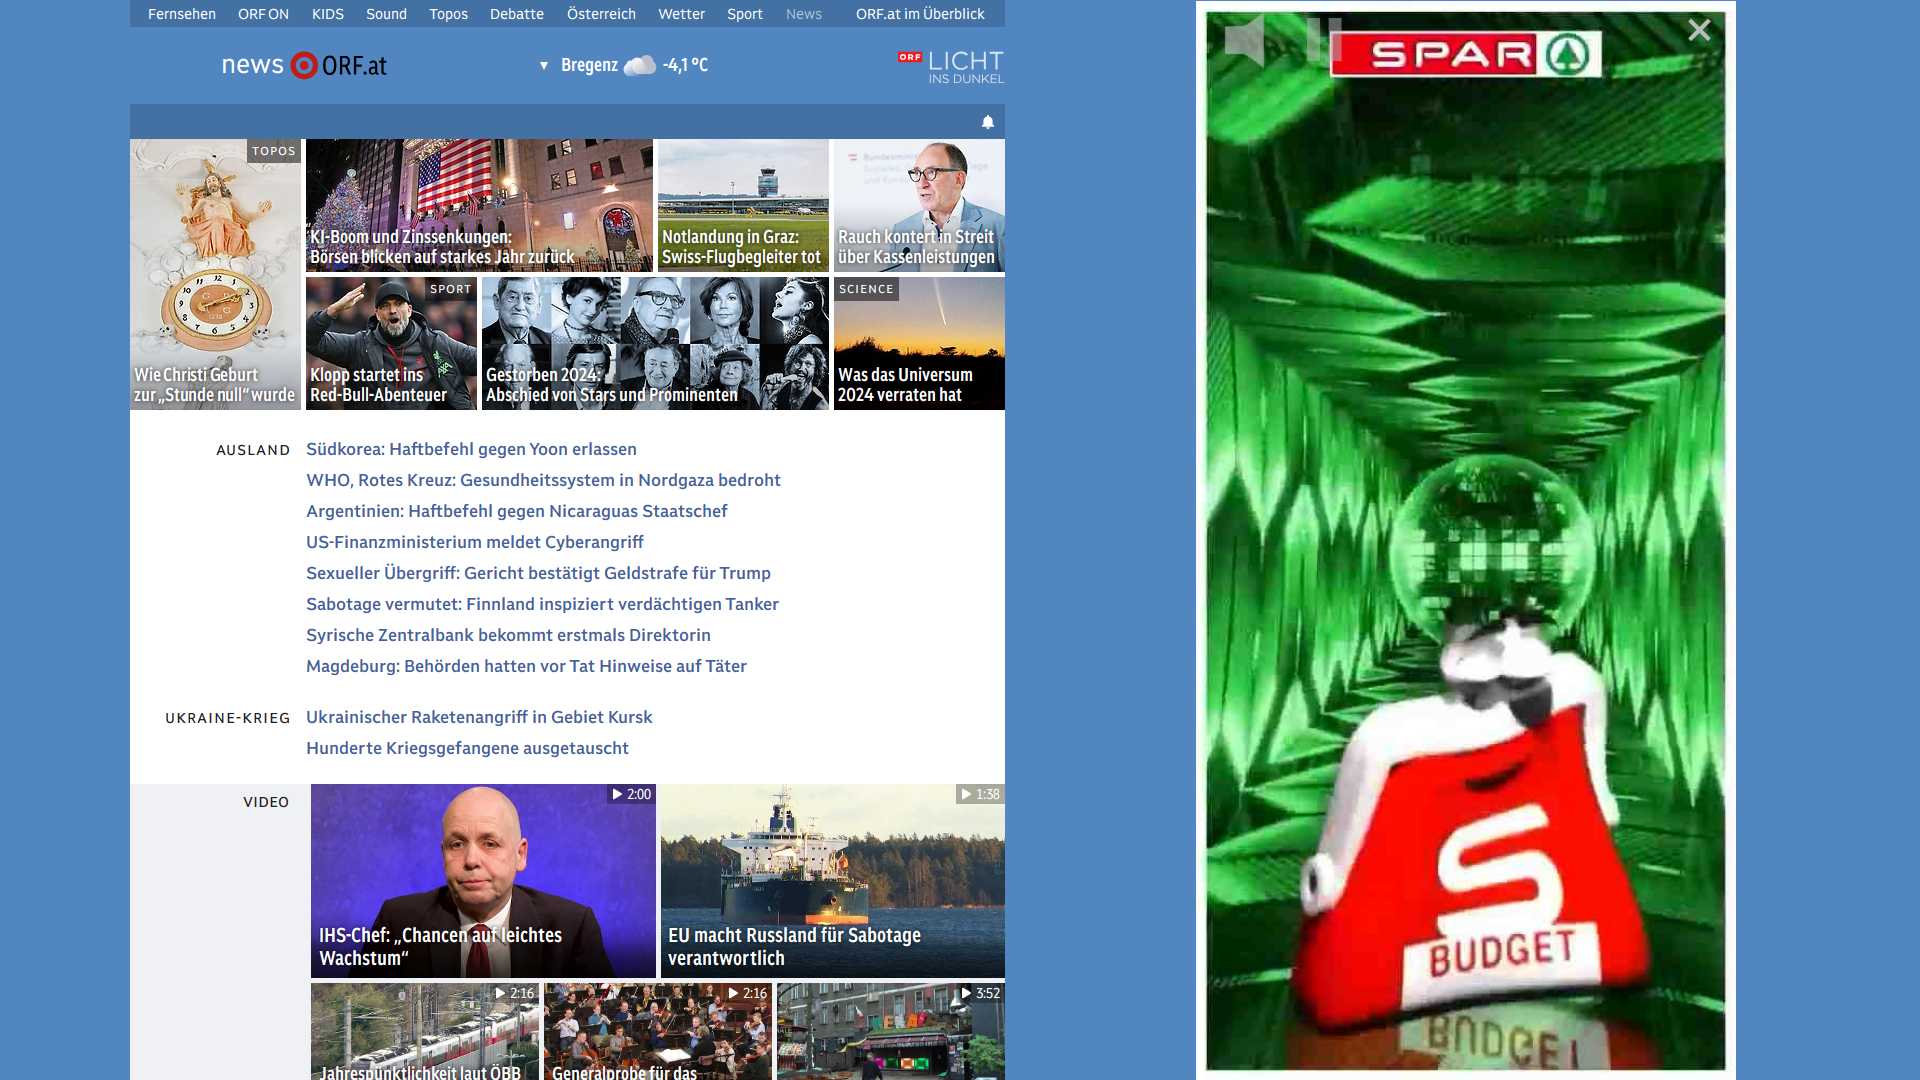 Fernsehen ORF ON KIDS Sound Topos Debatte Österreich Wetter Sport News ORF.at im Überblick
news ORF.at
▼ Bregenz -4,1 °C
ORF LICHT
INS DUNKEL
TOPOS
Wie Christi Geburt
zur „Stunde null“ wurde
KI-Boom und Zinssenkungen:
Börsen blicken auf starkes Jahr zurück
Notlandung in Graz:
Swiss-Flugbegleiter tot
Rauch kontert in Streit
über Kassenleistungen
SPORT
Klopp startet ins
Red-Bull-Abenteuer
Gestorben 2024:
Abschied von Stars und Prominenten
SCIENCE
Was das Universum
2024 verraten hat
AUSLAND
Südkorea: Haftbefehl gegen Yoon erlassen
WHO, Rotes Kreuz: Gesundheitssystem in Nordgaza bedroht
Argentinien: Haftbefehl gegen Nicaraguas Staatschef
US-Finanzministerium meldet Cyberangriff
Sexueller Übergriff: Gericht bestätigt Geldstrafe für Trump
Sabotage vermutet: Finnland inspiziert verdächtigen Tanker
Syrische Zentralbank bekommt erstmals Direktorin
Magdeburg: Behörden hatten vor Tat Hinweise auf Täter
UKRAINE-KRIEG
Ukrainischer Raketenangriff in Gebiet Kursk
Hunderte Kriegsgefangene ausgetauscht
VIDEO
2:00
IHS-Chef: „Chancen auf leichtes
Wachstum“
1:38
EU macht Russland für Sabotage
verantwortlich
2:16
Jahrespünktlichkeit laut ÖBB
2:16
Generalprobe für das
3:52
SPAR
S
BUDGET